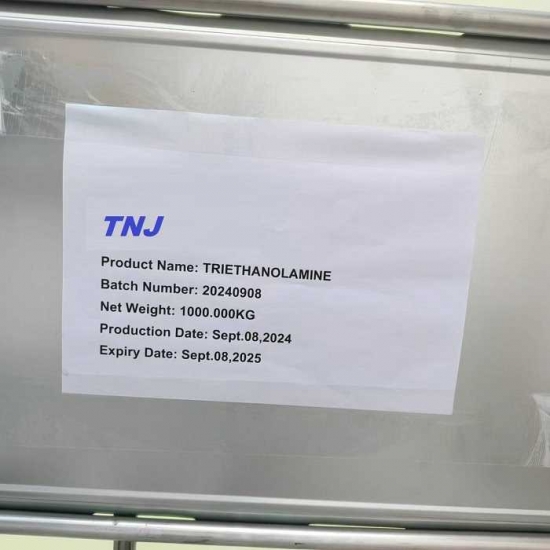 TNJ
Product Name: TRIETHANOLAMINE
Batch Number: 20240908
Net Weight: 1000.000KG
Production Date: Sept.08,2024
Expiry Date: Sept.08,2025